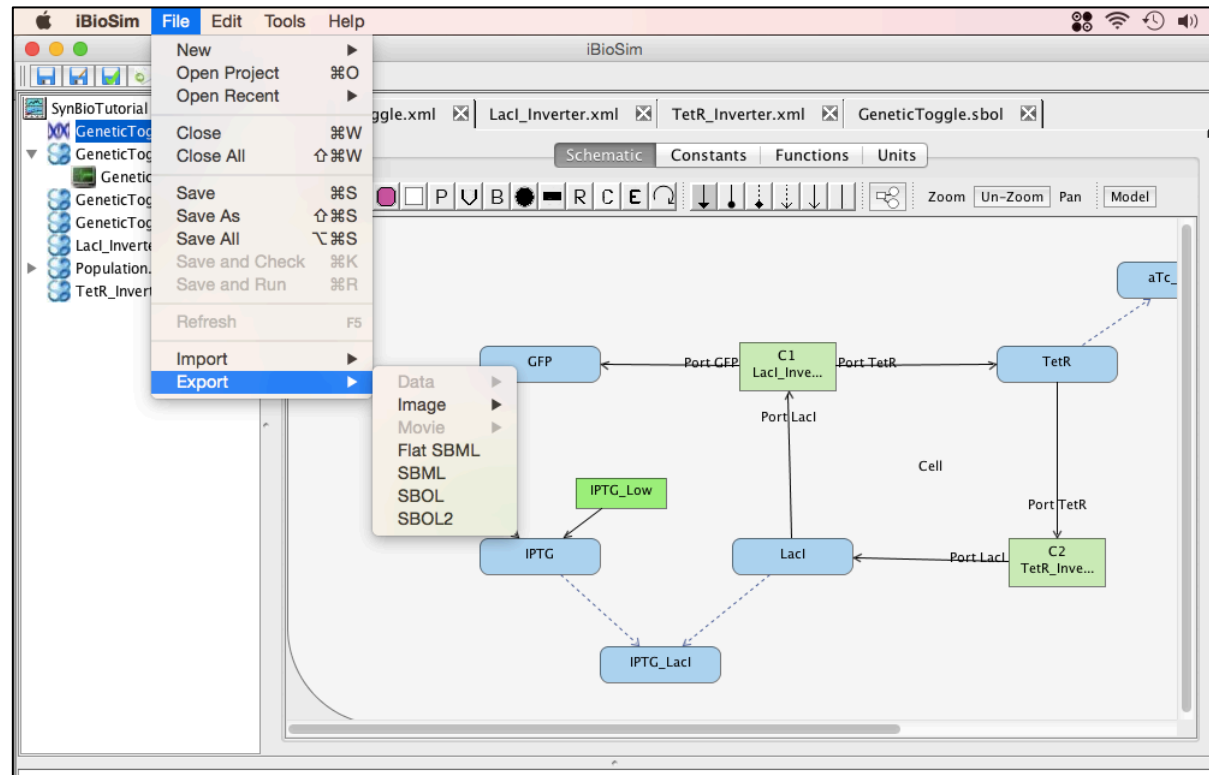 iBioSim File Edit Tools Help
iBioSim
New
Open Project ⌘O
Open Recent
Close ⌘W
Close All ⇧⌘W
Save ⌘S
Save As ⇧⌘S
Save All ⌥⌘S
Save and Check ⌘K
Save and Run ⌘R
Refresh F5
Import
Export
Data
Image
Movie
Flat SBML
SBML
SBOL
SBOL2
SynBioTutorial
GeneticTog
GeneticTog
Genetic
GeneticTog
GeneticTog
LacI_Inverte
Population.
TetR_Invert
ggle.xml LacI_Inverter.xml TetR_Inverter.xml GeneticToggle.sbol
Schematic Constants Functions Units
P V B R C E Zoom Un-Zoom Pan Model
aTc_
GFP Port GFP C1 Port TetR TetR
LacI_Inve...
Port LacI
Cell
IPTG_Low
Port TetR
IPTG LacI Port LacI C2
TetR_Inve...
IPTG_LacI